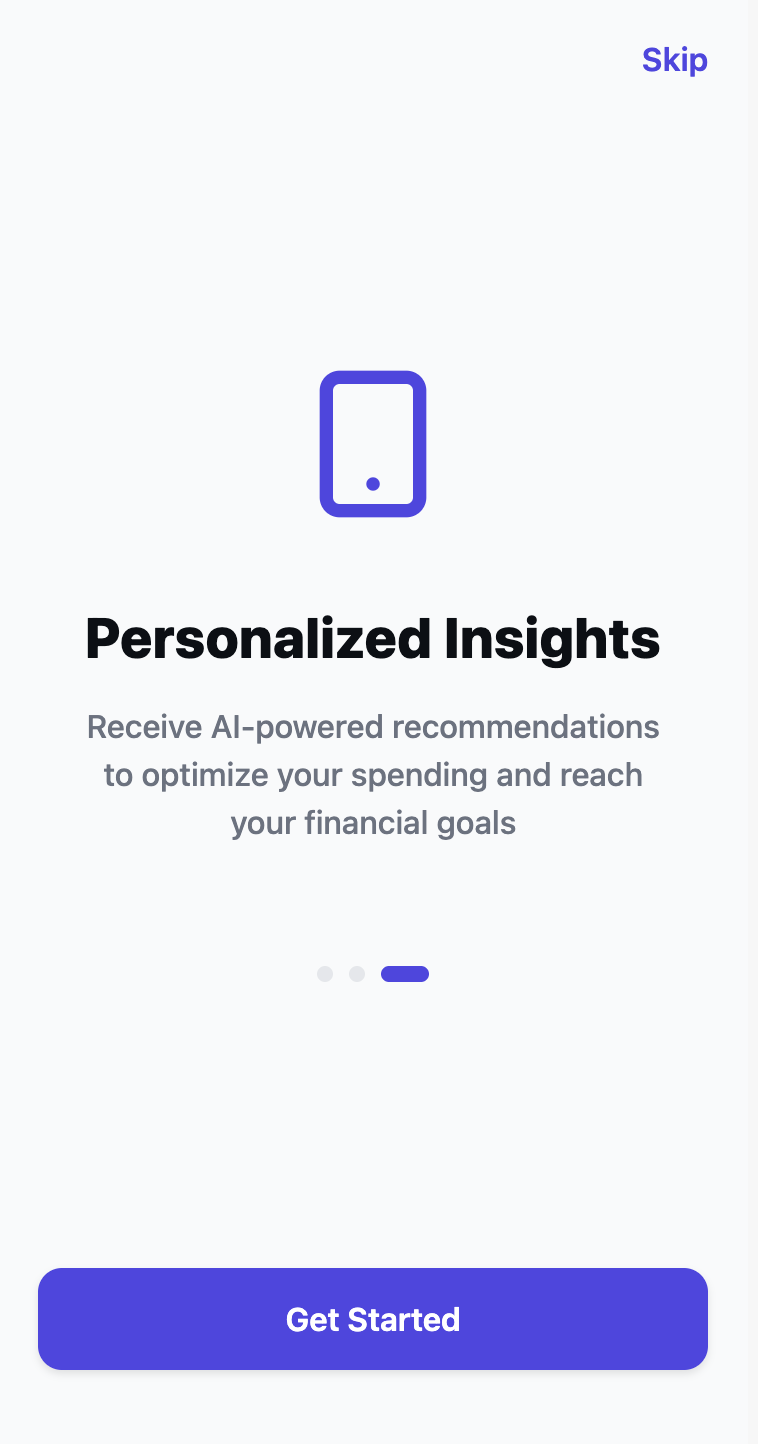 Skip
Personalized Insights
Receive AI-powered recommendations
to optimize your spending and reach
your financial goals
Get Started